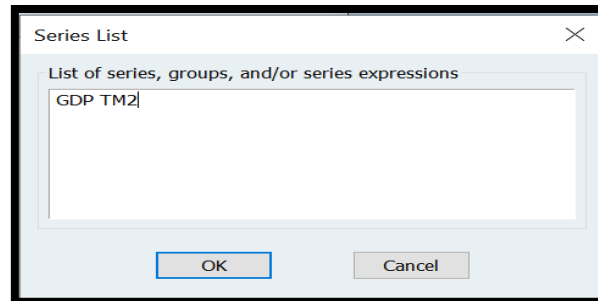 Series List
List of series, groups, and/or series expressions
GDP TM2
OK
Cancel